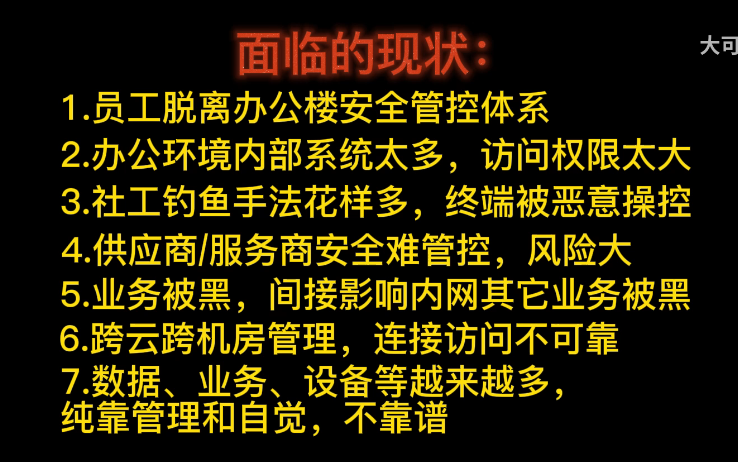 面临的现状：
大可
1.员工脱离办公楼安全管控体系
2.办公环境内部系统太多，访问权限太大
3.社工钓鱼手法花样多，终端被恶意操控
4.供应商/服务商安全难管控，风险大
5.业务被黑，间接影响内网其它业务被黑
6.跨云跨机房管理，连接访问不可靠
7.数据、业务、设备等越来越多，
纯靠管理和自觉，不靠谱